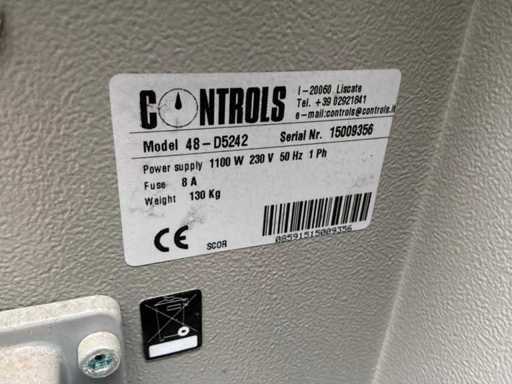 CONTROLS
I-20060 Liscate
Tel. +39 02921841
e-mail:controls@controls.it
Model 48-D5242 Serial Nr. 15009356
Power supply 1100 W 230 V 50 Hz 1 Ph
Fuse 8 A
Weight 130 Kg
CE SCOR
08591515009356